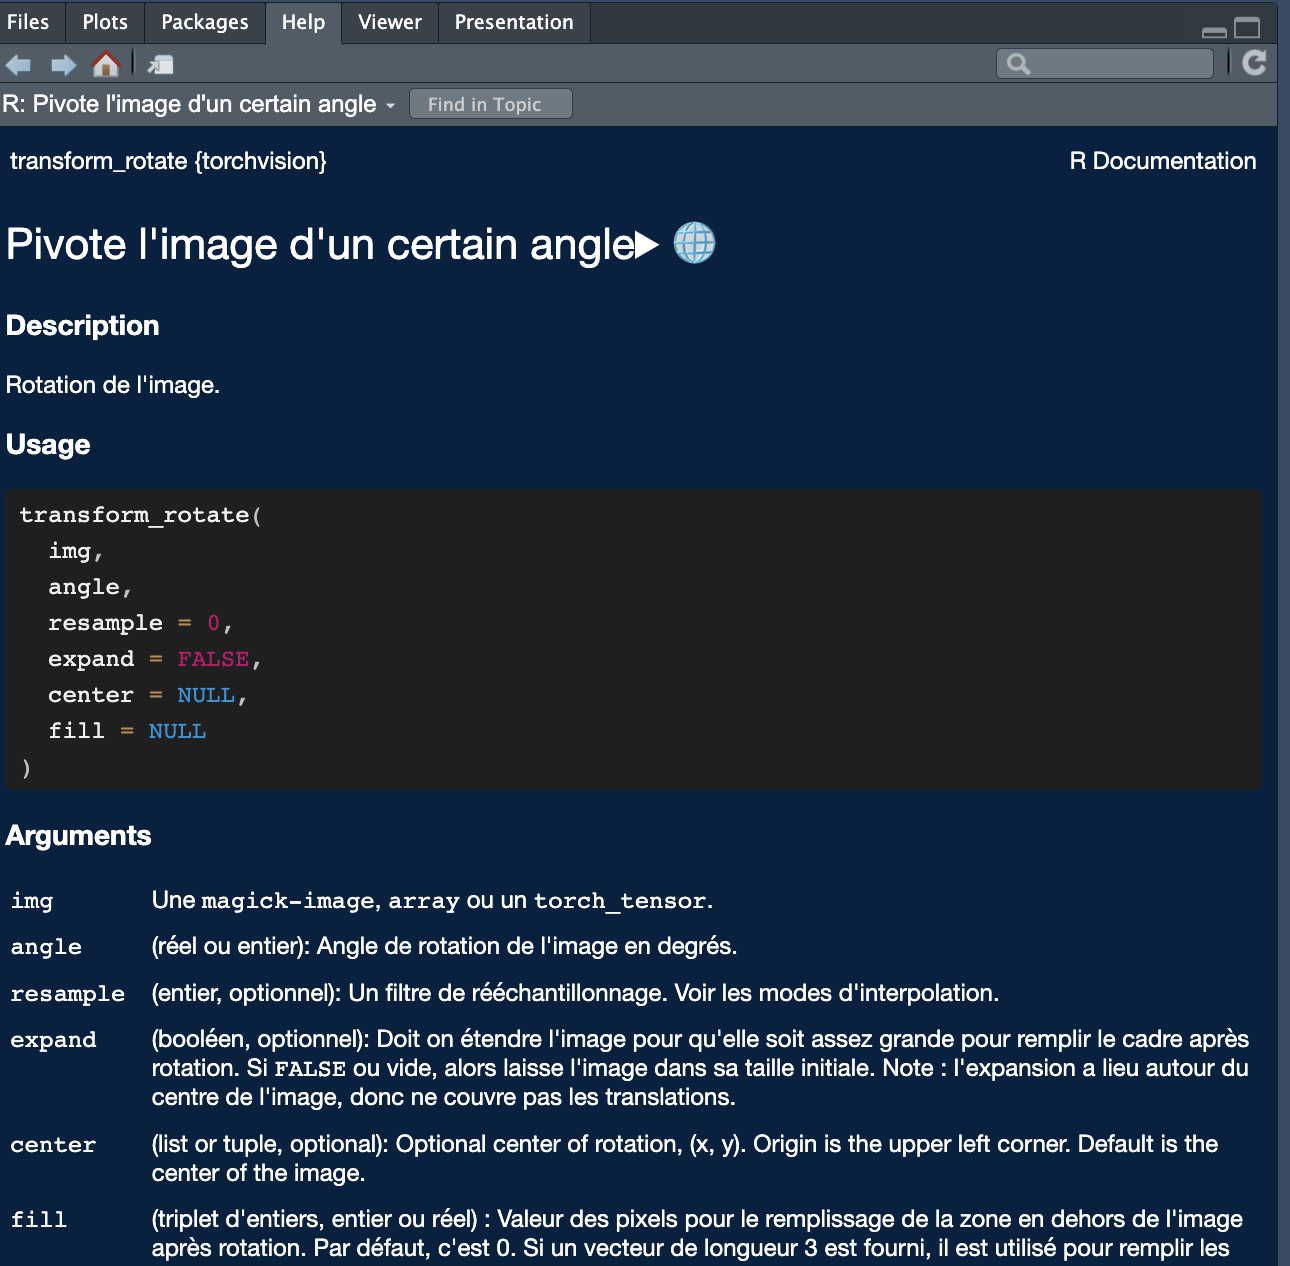 Files Plots Packages Help Viewer Presentation
R: Pivote l'image d'un certain angle Find in Topic
transform_rotate {torchvision} R Documentation
Pivote l'image d'un certain angle
Description
Rotation de l'image.
Usage
transform_rotate(
img,
angle,
resample = 0,
expand = FALSE,
center = NULL,
fill = NULL
)
Arguments
img Une magick-image, array ou un torch_tensor.
angle (réel ou entier): Angle de rotation de l'image en degrés.
resample (entier, optionnel): Un filtre de rééchantillonnage. Voir les modes d'interpolation.
expand (booléen, optionnel): Doit on étendre l'image pour qu'elle soit assez grande pour remplir le cadre après
rotation. Si FALSE ou vide, alors laisse l'image dans sa taille initiale. Note : l'expansion a lieu autour du
centre de l'image, donc ne couvre pas les translations.
center (list or tuple, optional): Optional center of rotation, (x, y). Origin is the upper left corner. Default is the
center of the image.
fill (triplet d'entiers, entier ou réel) : Valeur des pixels pour le remplissage de la zone en dehors de l'image
après rotation. Par défaut, c'est 0. Si un vecteur de longueur 3 est fourni, il est utilisé pour remplir les